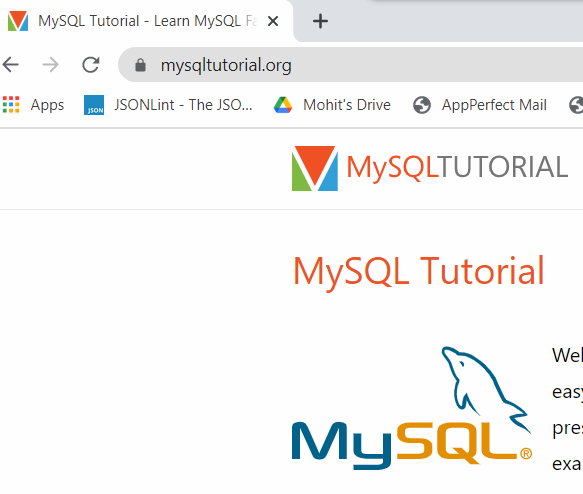 MySQL Tutorial - Learn MySQL Fa
mysqltutorial.org
Apps JSON JSONLint - The JSO... Mohit's Drive AppPerfect Mail
MySQLTUTORIAL
MySQL Tutorial
Wel
easy
pres
exa
MySQL®